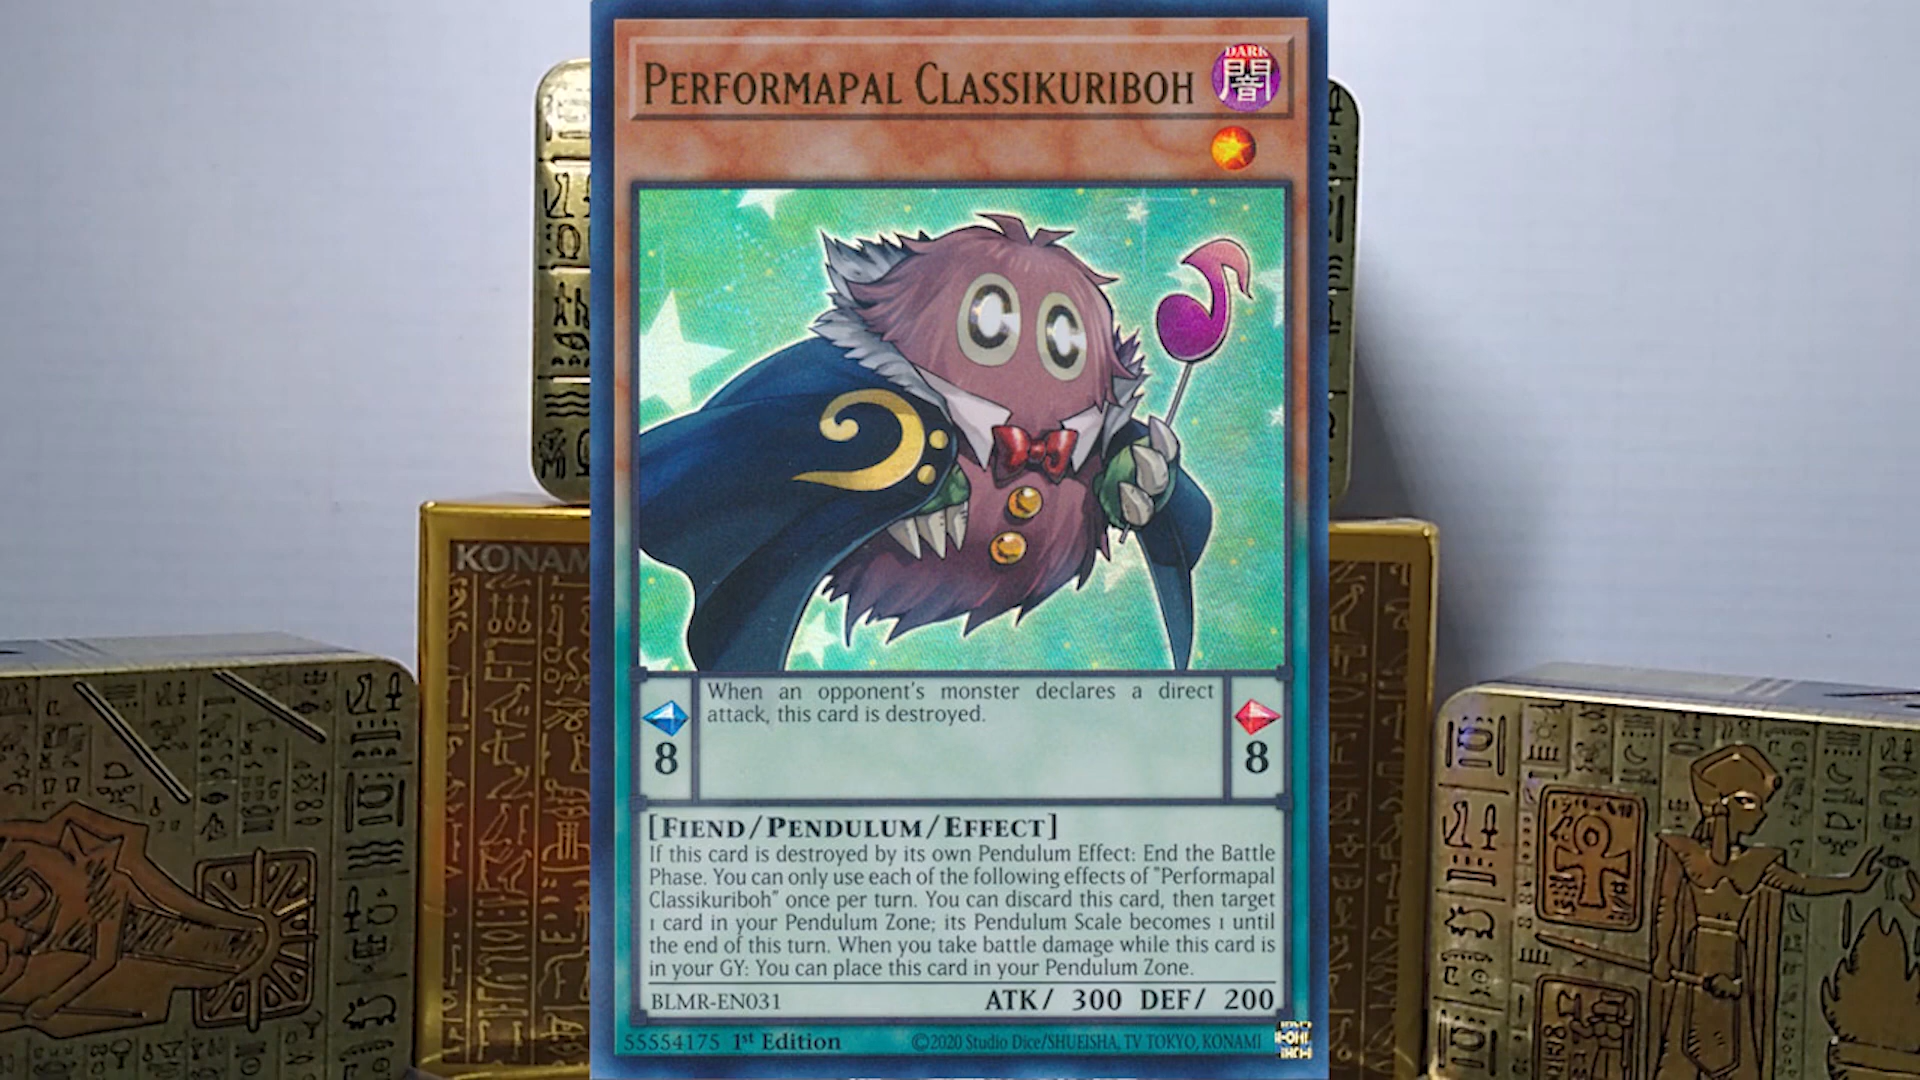 PERFORMAPAL CLASSIKURIBOH
DARK
闇
KONAM
When an opponent's monster declares a direct
attack, this card is destroyed.
8
8
[FIEND/PENDULUM/EFFECT]
If this card is destroyed by its own Pendulum Effect: End the Battle
Phase. You can only use each of the following effects of "Performapal
Classikuriboh" once per turn. You can discard this card, then target
1 card in your Pendulum Zone; its Pendulum Scale becomes 1 until
the end of this turn. When you take battle damage while this card is
in your GY: You can place this card in your Pendulum Zone.
BLMR-EN031
ATK/ 300 DEF/ 200
55554175 1st Edition
©2020 Studio Dice/SHUEISHA, TV TOKYO, KONAMI